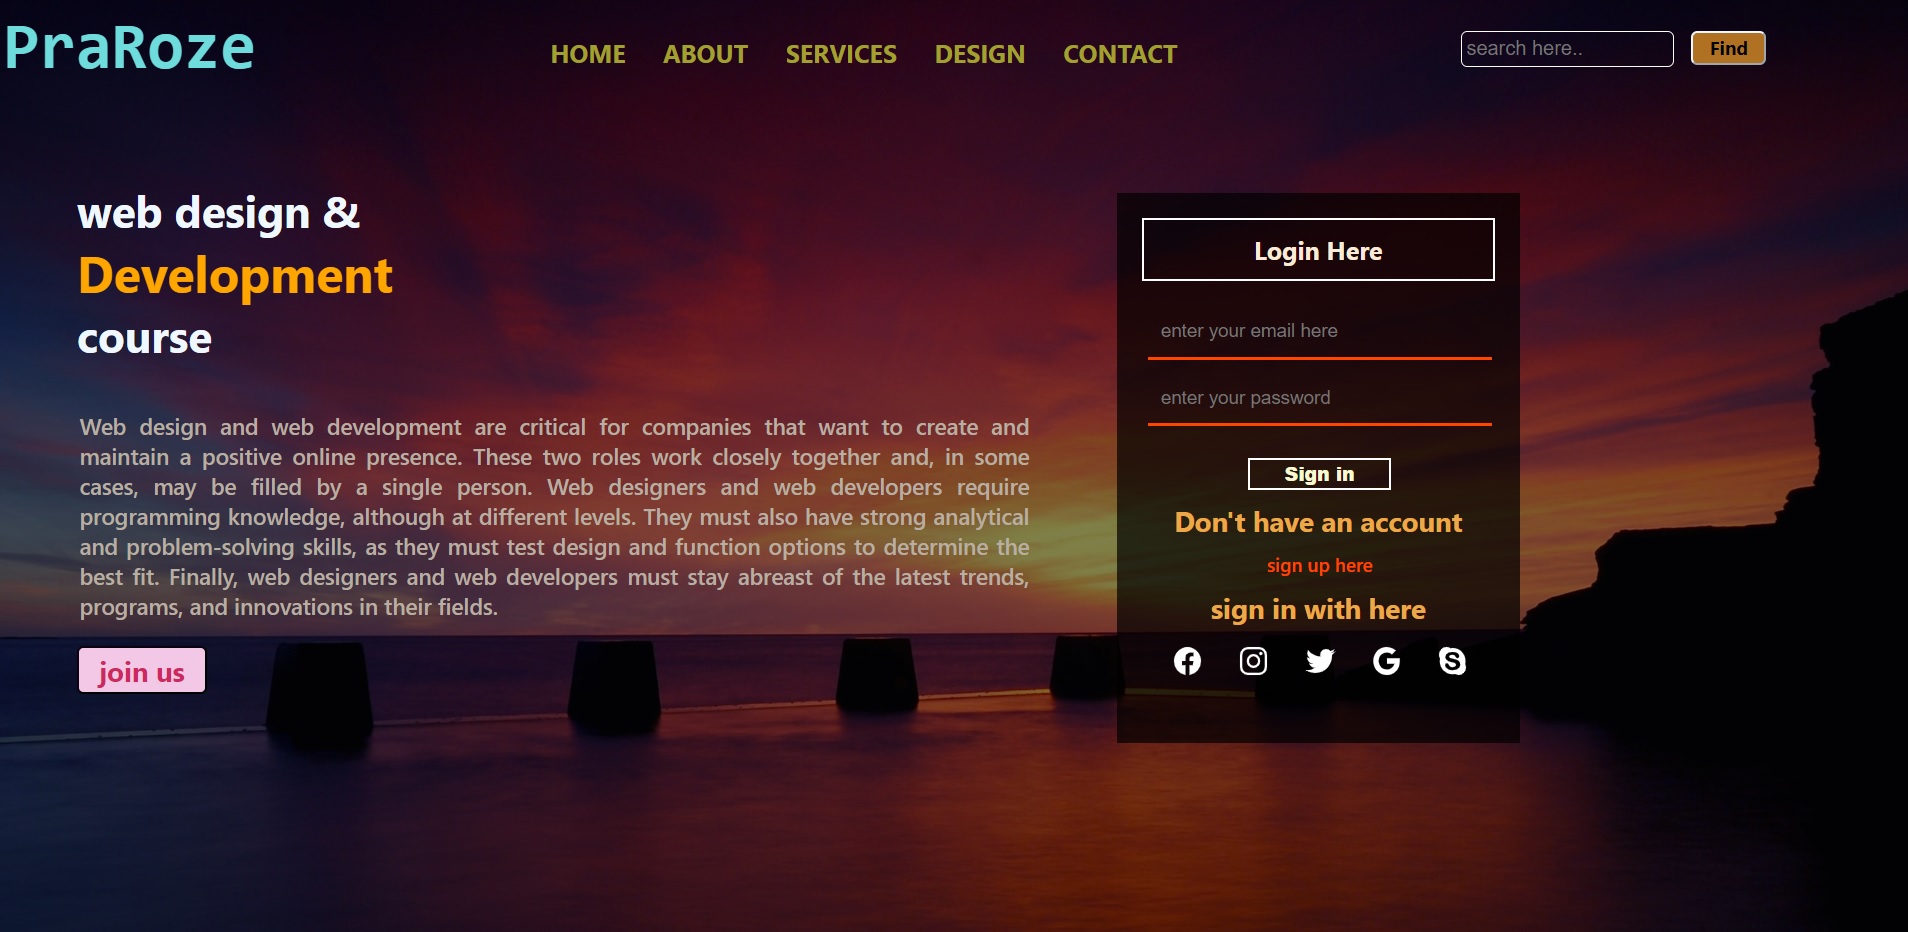 PraRoze
HOME ABOUT SERVICES DESIGN CONTACT
search here.. Find
web design &
Development
course
Web design and web development are critical for companies that want to create and
maintain a positive online presence. These two roles work closely together and, in some
cases, may be filled by a single person. Web designers and web developers require
programming knowledge, although at different levels. They must also have strong analytical
and problem-solving skills, as they must test design and function options to determine the
best fit. Finally, web designers and web developers must stay abreast of the latest trends,
programs, and innovations in their fields.
join us
Login Here
enter your email here
enter your password
Sign in
Don't have an account
sign up here
sign in with here